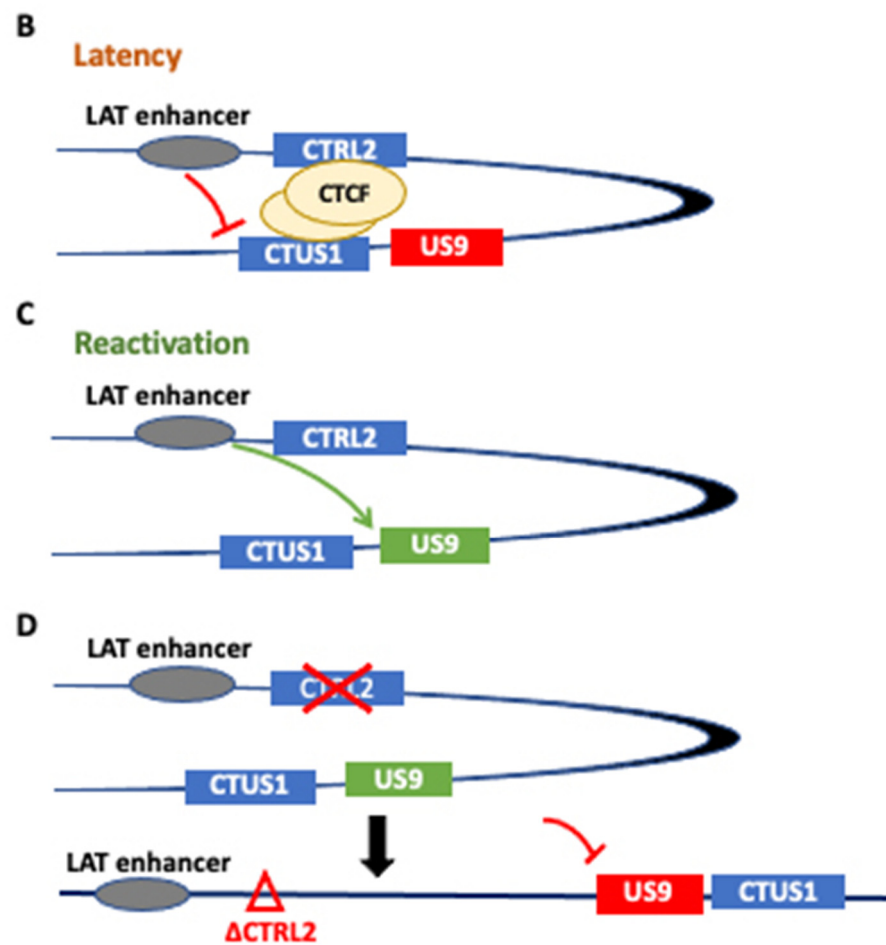 B
Latency
LAT enhancer
CTRL2
CTCF
CTUS1
US9
C
Reactivation
LAT enhancer
CTRL2
CTUS1
US9
D
LAT enhancer
CTRL2
CTUS1
US9
LAT enhancer
US9
CTUS1
ΔCTRL2